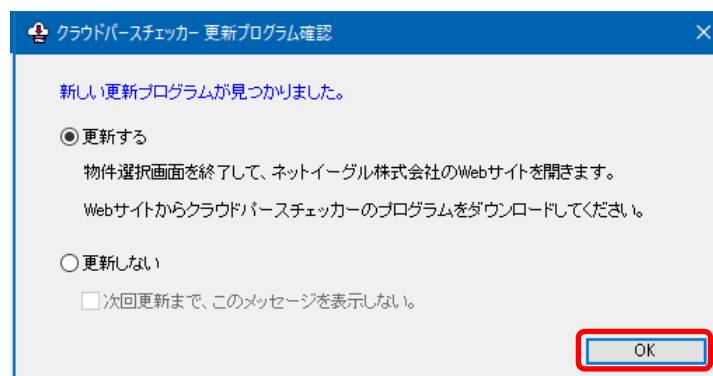 クラウドパースチェッカー 更新プログラム確認
新しい更新プログラムが見つかりました。
更新する
物件選択画面を終了して、ネットイーグル株式会社のWebサイトを開きます。
Webサイトからクラウドパースチェッカーのプログラムをダウンロードしてください。
更新しない
次回更新まで、このメッセージを表示しない。
OK